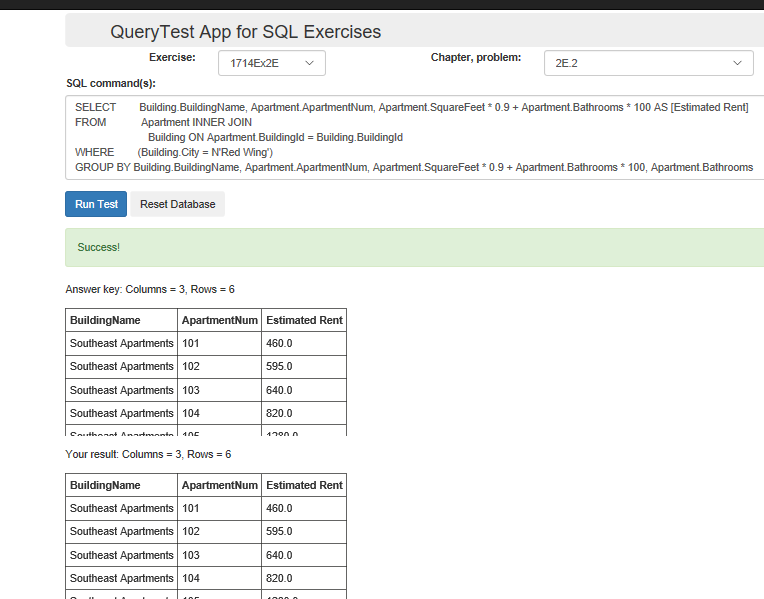 QueryTest App for SQL Exercises
Exercise: 1714Ex2E Chapter, problem: 2E.2
SQL command(s):
SELECT Building.BuildingName, Apartment.ApartmentNum, Apartment.SquareFeet * 0.9 + Apartment.Bathrooms * 100 AS [Estimated Rent]
FROM Apartment INNER JOIN
Building ON Apartment.BuildingId = Building.BuildingId
WHERE (Building.City = N'Red Wing')
GROUP BY Building.BuildingName, Apartment.ApartmentNum, Apartment.SquareFeet * 0.9 + Apartment.Bathrooms * 100, Apartment.Bathrooms
Run Test Reset Database
Success!
Answer key: Columns = 3, Rows = 6
BuildingName ApartmentNum Estimated Rent
Southeast Apartments 101 460.0
Southeast Apartments 102 595.0
Southeast Apartments 103 640.0
Southeast Apartments 104 820.0
Southeast Apartments 105 1280.0
Your result: Columns = 3, Rows = 6
BuildingName ApartmentNum Estimated Rent
Southeast Apartments 101 460.0
Southeast Apartments 102 595.0
Southeast Apartments 103 640.0
Southeast Apartments 104 820.0